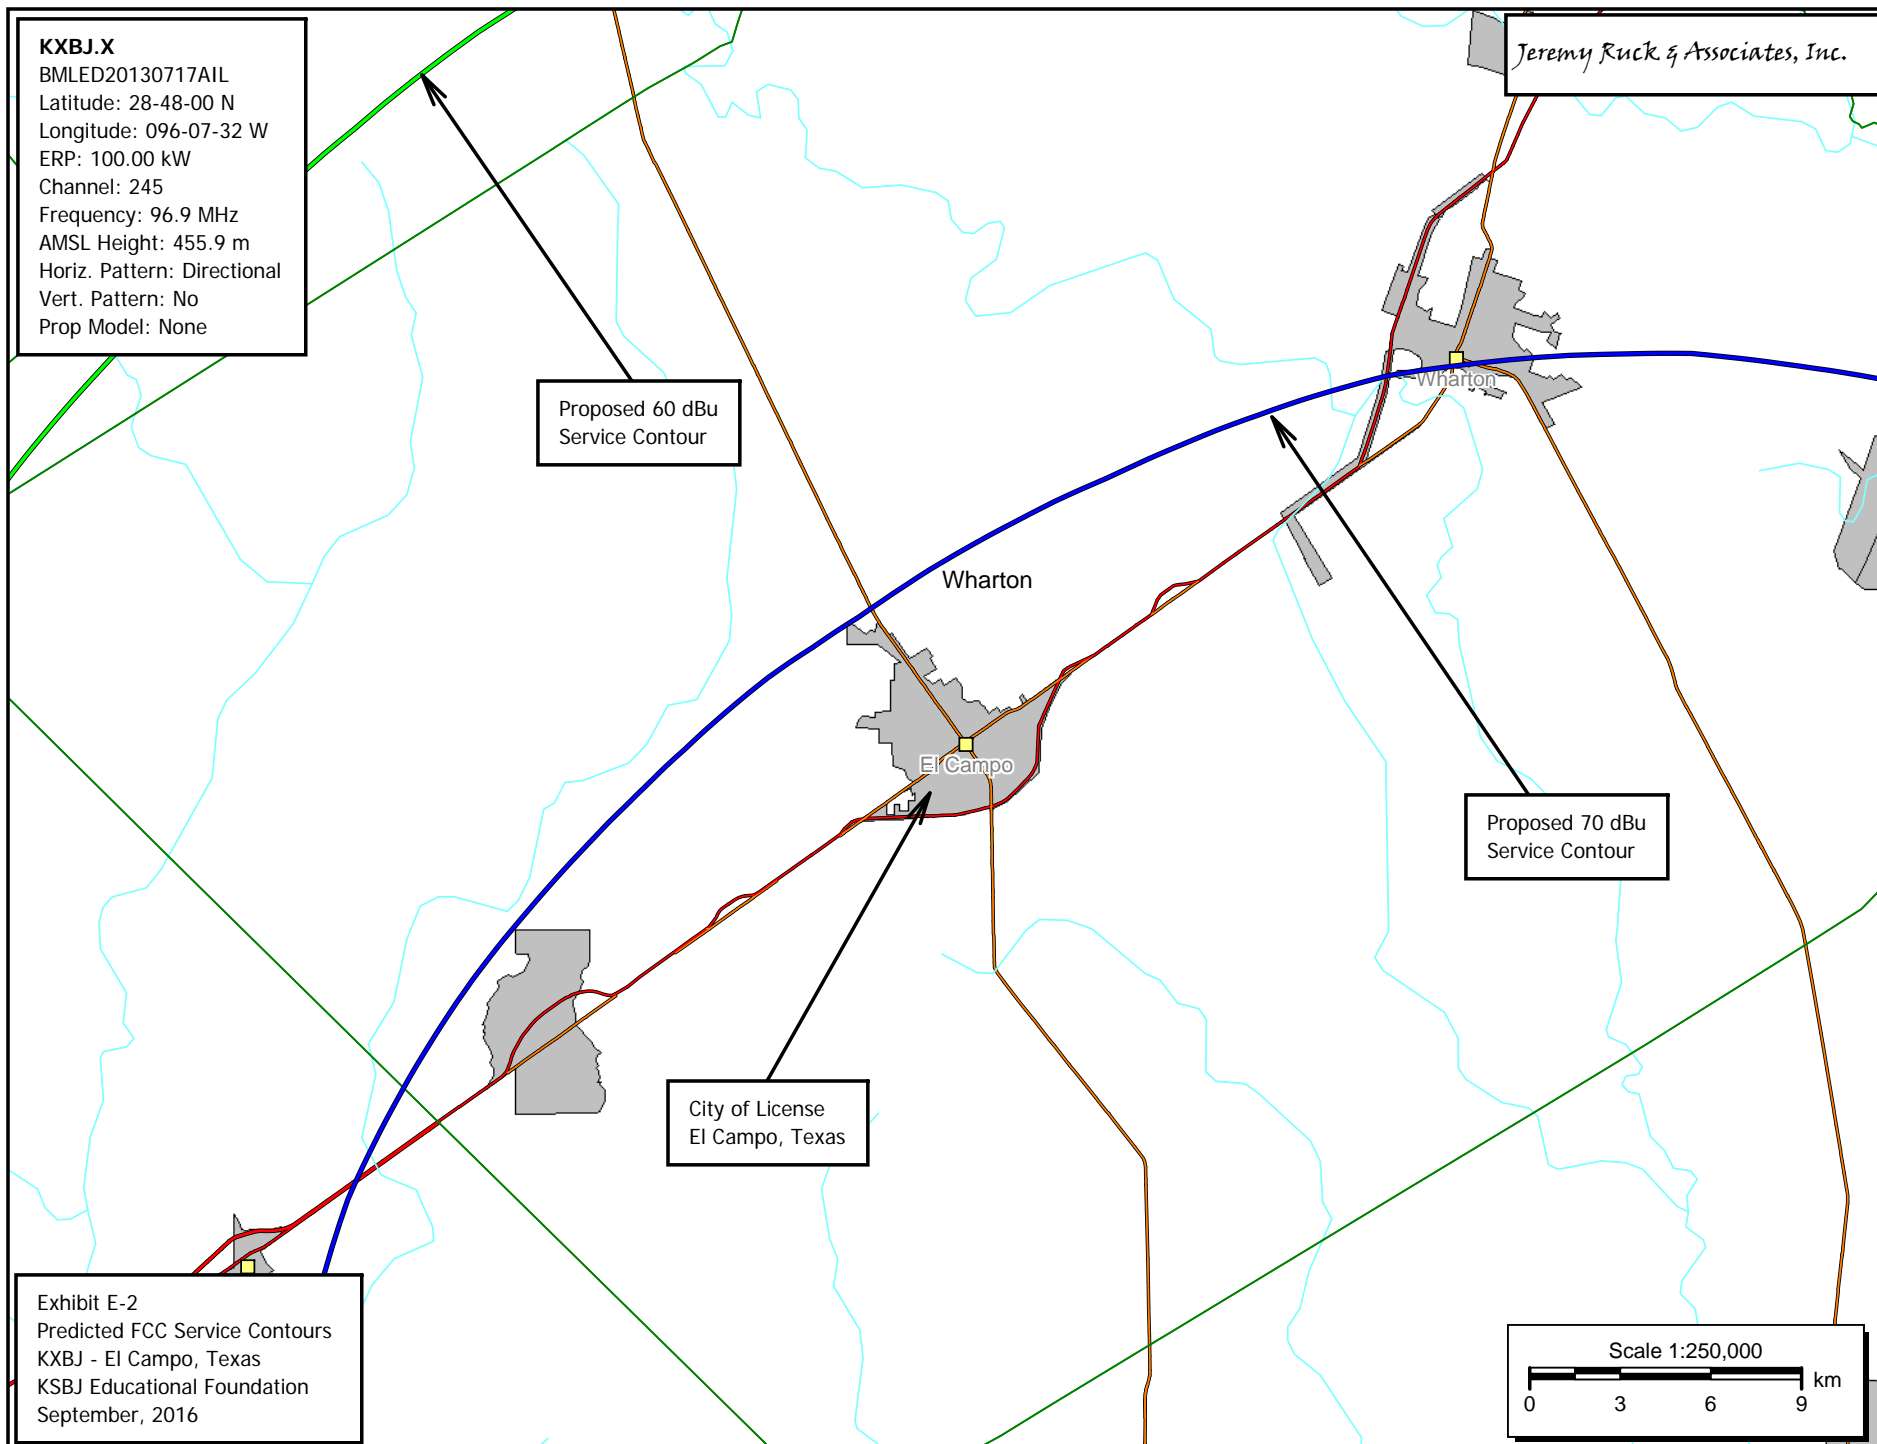 KXBJ.X
BMLED20130717AIL
Latitude: 28-48-00 N
Longitude: 096-07-32 W
ERP: 100.00 kW
Channel: 245
Frequency: 96.9 MHz
AMSL Height: 455.9 m
Horiz. Pattern: Directional
Vert. Pattern: No
Prop Model: None
Jeremy Ruck & Associates, Inc.
Proposed 60 dBu
Service Contour
Wharton
Wharton
El Campo
Proposed 70 dBu
Service Contour
City of License
El Campo, Texas
Exhibit E-2
Predicted FCC Service Contours
KXBJ - El Campo, Texas
KSBJ Educational Foundation
September, 2016
Scale 1:250,000
km
0 3 6 9